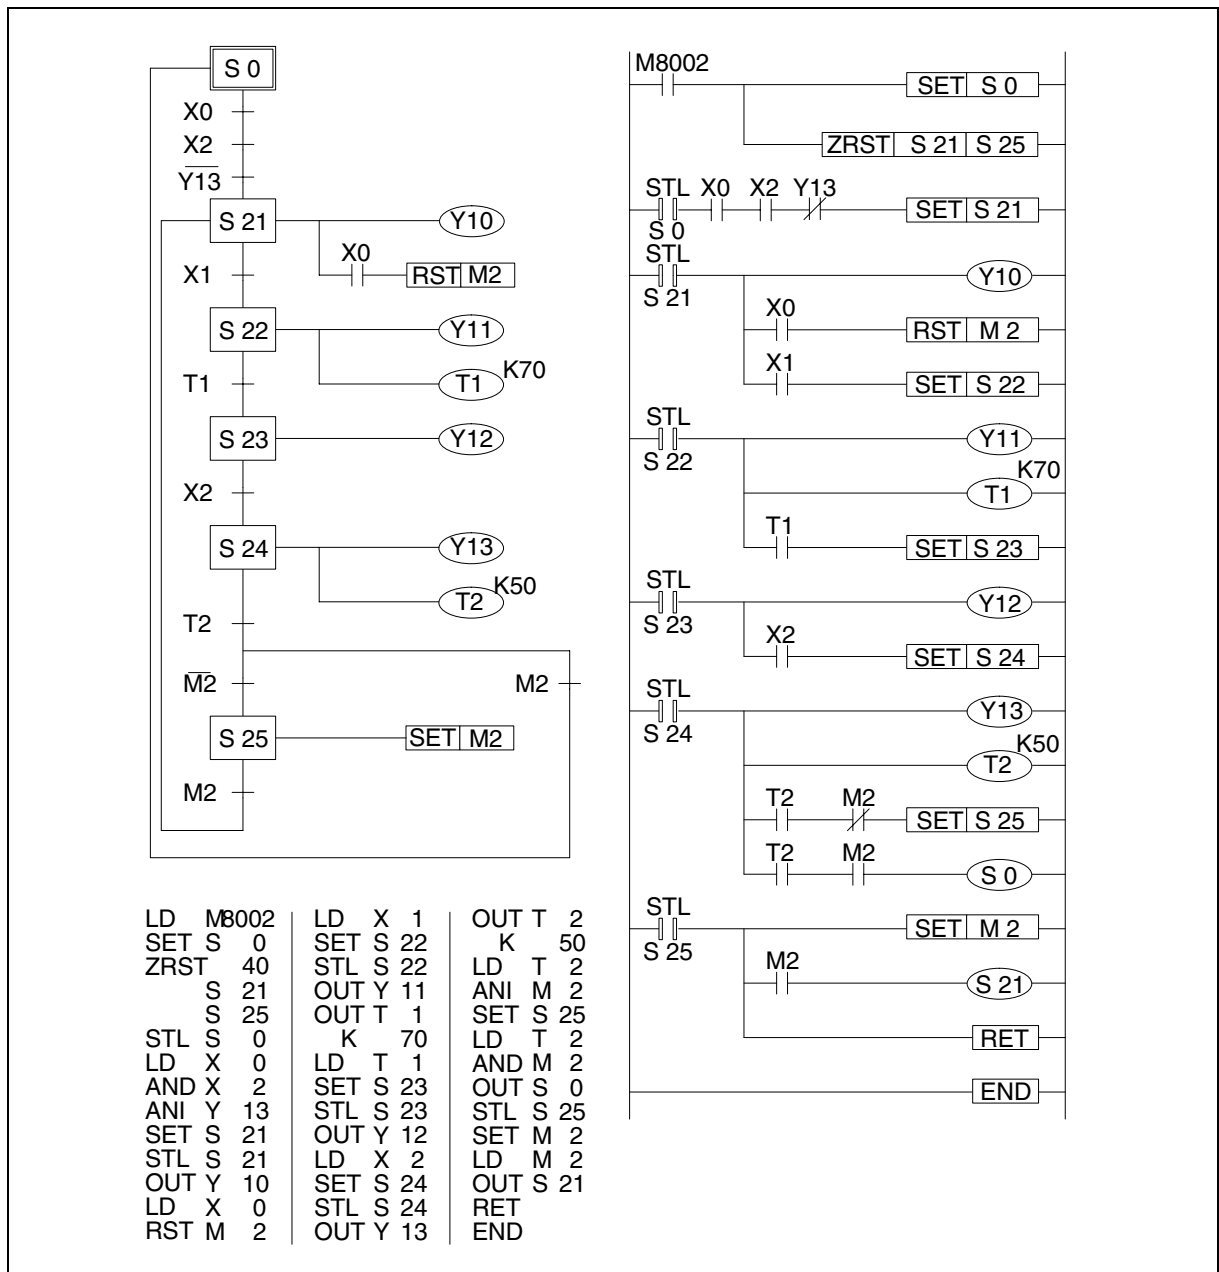 S 0
X0
X2
Y13
S 21 Y10
X0
RST M2
X1
S 22 Y11
T1 T1 K70
S 23 Y12
X2
S 24 Y13
T2 K50
T2
M2 M2
S 25 SET M2
M2
M8002
SET S 0
ZRST S 21 S 25
STL X0 X2 Y13
S 0 SET S 21
STL
S 21 Y10
X0
RST M 2
X1
SET S 22
STL
S 22 Y11
K70
T1
T1
SET S 23
STL
S 23 Y12
X2
SET S 24
STL
S 24 Y13
K50
T2
T2 M2
SET S 25
T2 M2
S 0
STL
S 25 SET M 2
M2
S 21
RET
END
LD M8002
SET S 0
ZRST 40
S 21
S 25
STL S 0
LD X 0
AND X 2
ANI Y 13
SET S 21
STL S 21
OUT Y 10
LD X 0
RST M 2
LD X 1
SET S 22
STL S 22
OUT Y 11
OUT T 1
K 70
LD T 1
SET S 23
STL S 23
OUT Y 12
LD X 2
SET S 24
STL S 24
OUT Y 13
OUT T 2
K 50
LD T 2
ANI M 2
SET S 25
LD T 2
AND M 2
OUT S 0
STL S 25
SET M 2
LD M 2
OUT S 21
RET
END